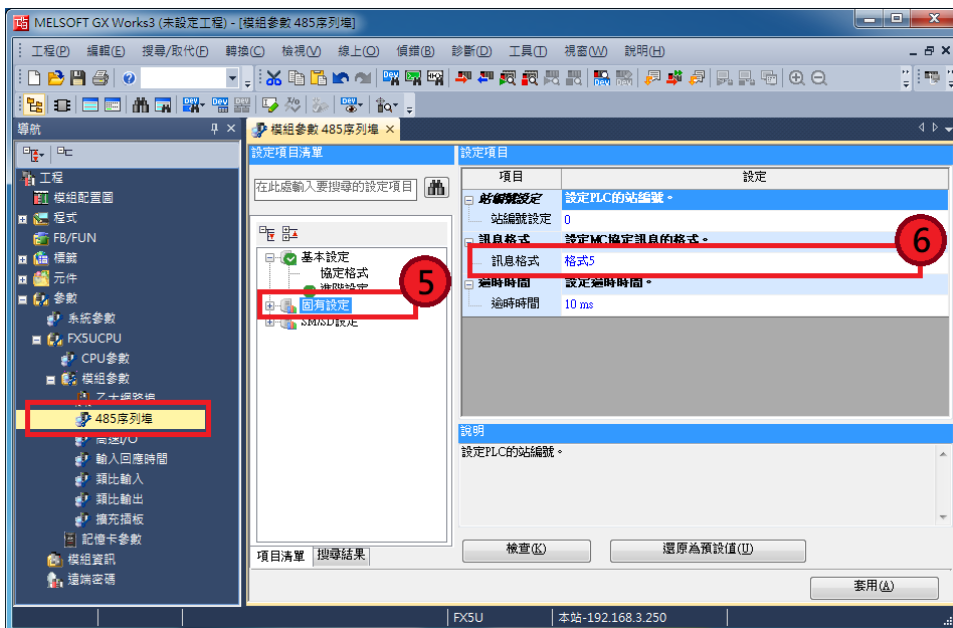 MELSOFT GX Works3 (未設定工程) - [模組參數 485序列埠]
工程(P) 編輯(E) 搜尋/取代(F) 轉換(C) 檢視(V) 線上(O) 偵錯(B) 診斷(D) 工具(T) 視窗(W) 說明(H)
導航
模組參數 485序列埠
工程
模組配置圖
程式
FB/FUN
標籤
元件
參數
系統參數
FX5UCPU
CPU參數
模組參數
乙太網路埠
485序列埠
高速I/O
輸入回應時間
類比輸入
類比輸出
擴充插板
記憶卡參數
模組資訊
遠端密碼
設定項目清單
在此處輸入要搜尋的設定項目
基本設定
協定格式
進階設定
5
固有設定
SM/SD設定
項目清單 搜尋結果
設定項目
項目 設定
站編號設定 設定PLC的站編號。
站編號設定 0
訊息格式 設定MC協定訊息的格式。
6
訊息格式 格式5
逾時時間 設定逾時時間。
逾時時間 10 ms
說明
設定PLC的站編號。
檢查(K) 還原為預設值(U)
套用(A)
FX5U 本站-192.168.3.250